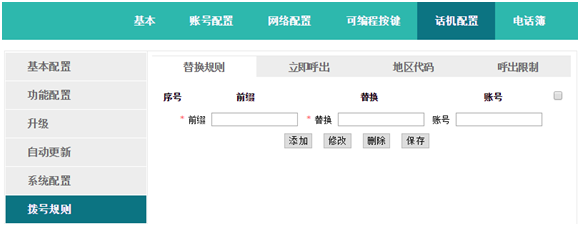 基本 账号配置 网络配置 可编程按键 话机配置 电话簿
基本配置
功能配置
升级
自动更新
系统配置
拨号规则
替换规则 立即呼出 地区代码 呼出限制
序号 前缀 替换 账号
* 前缀 * 替换 账号
添加 修改 删除 保存